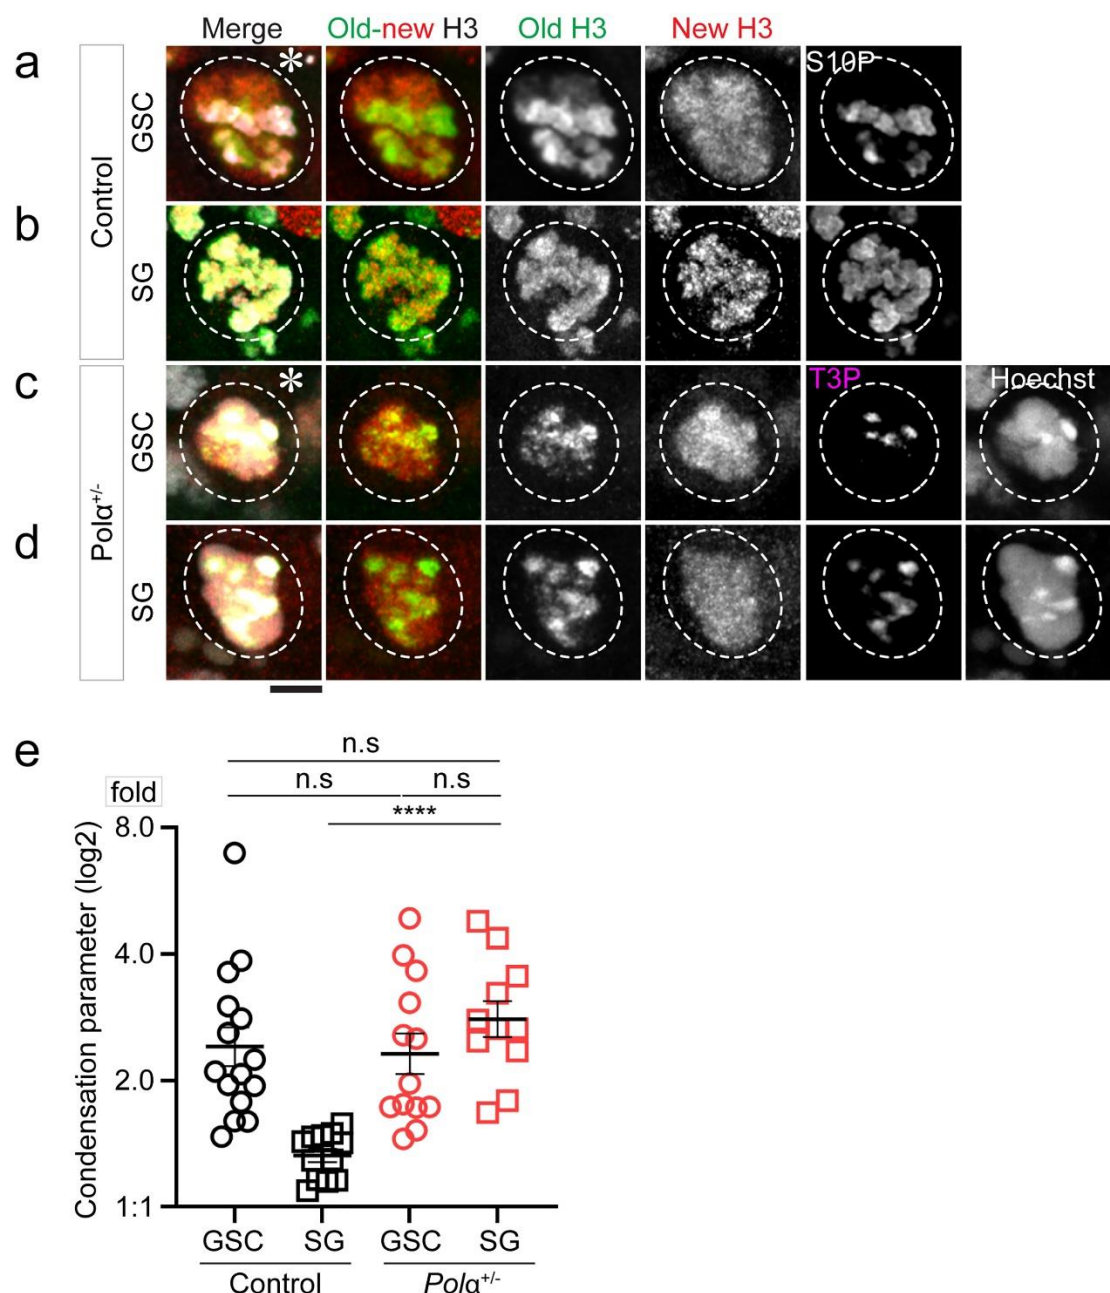 Merge Old-new H3 Old H3 New H3
a Control GSC * S10P
b SG
c Polα+/- GSC * T3P Hoechst
d SG
e
n.s
n.s n.s
fold ****
8.0
4.0
2.0
1:1
Condensation parameter (log2)
GSC SG GSC SG
Control Polα+/-